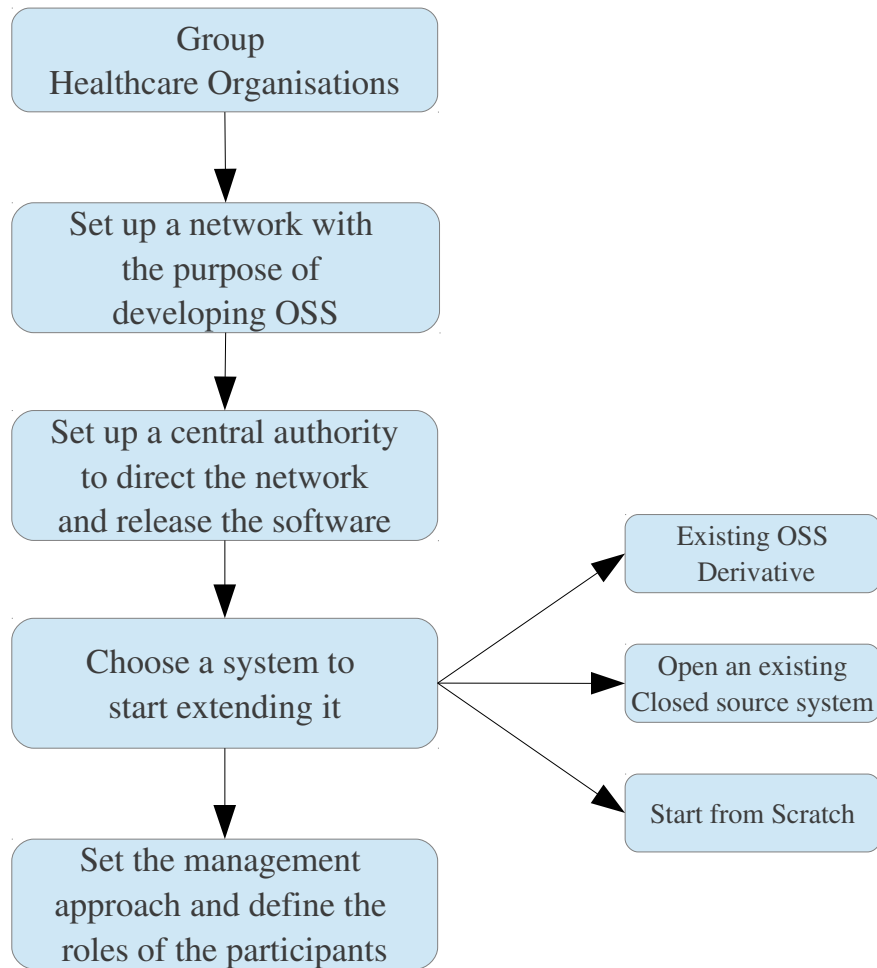 Group
Healthcare Organisations
Set up a network with
the purpose of
developing OSS
Set up a central authority
to direct the network
and release the software
Choose a system to
start extending it
Existing OSS
Derivative
Open an existing
Closed source system
Start from Scratch
Set the management
approach and define the
roles of the participants